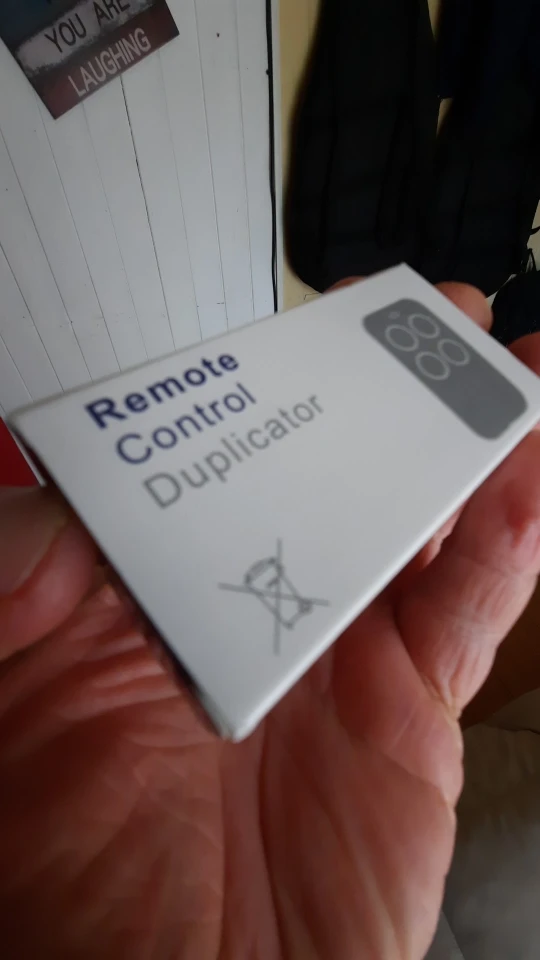 YOU ARE
LAUGHING
Remote
Control
Duplicator